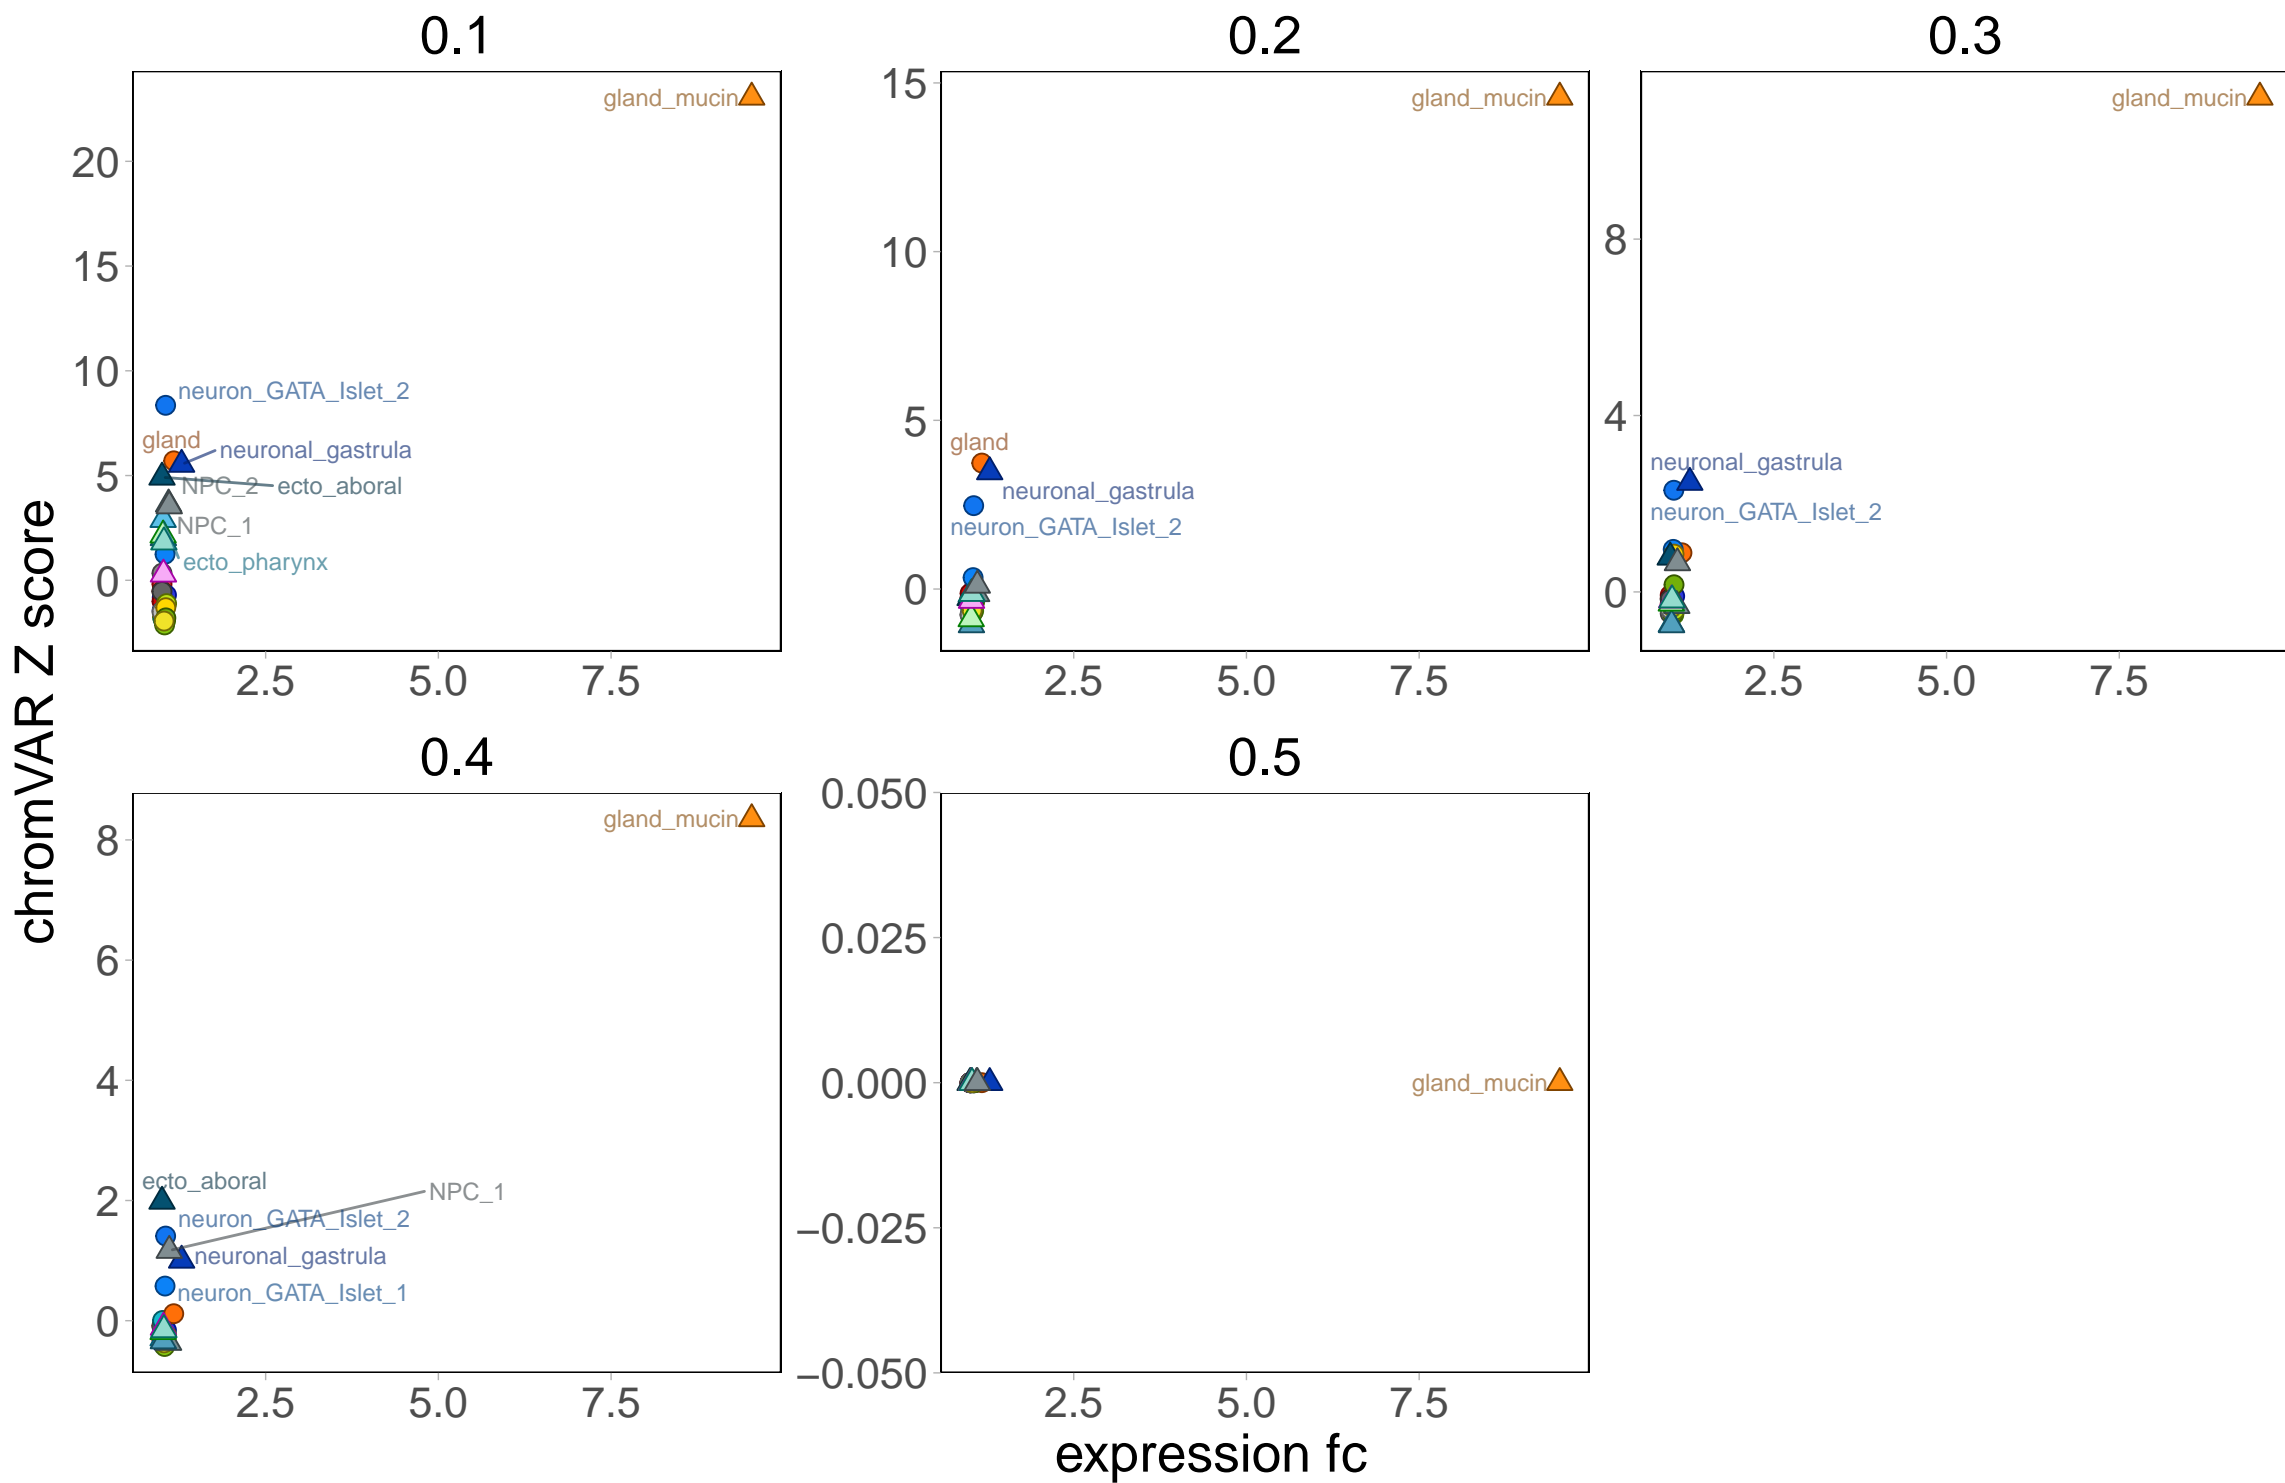 0.1
0.2
0.3
chromVAR Z score
20
15
10
5
0
gland_mucin
neuron_GATA_Islet_2
gland
neuronal_gastrula
NPC_2
ecto_aboral
NPC_1
ecto_pharynx
2.5 5.0 7.5
15
10
5
0
gland_mucin
gland
neuronal_gastrula
neuron_GATA_Islet_2
2.5 5.0 7.5
8
4
0
gland_mucin
neuronal_gastrula
neuron_GATA_Islet_2
2.5 5.0 7.5
0.4
0.5
8
6
4
2
0
gland_mucin
ecto_aboral
NPC_1
neuron_GATA_Islet_2
neuronal_gastrula
neuron_GATA_Islet_1
2.5 5.0 7.5
0.050
0.025
0.000
−0.025
−0.050
gland_mucin
2.5 5.0 7.5
expression fc